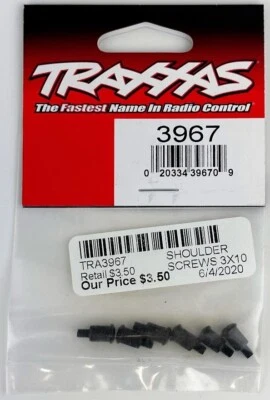 TRAXXAS
The Fastest Name In Radio Control
3967
0 20334 39670 9
TRA3967 SHOULDER
Retail $3.50 SCREWS 3X10
Our Price $3.50 6/4/2020